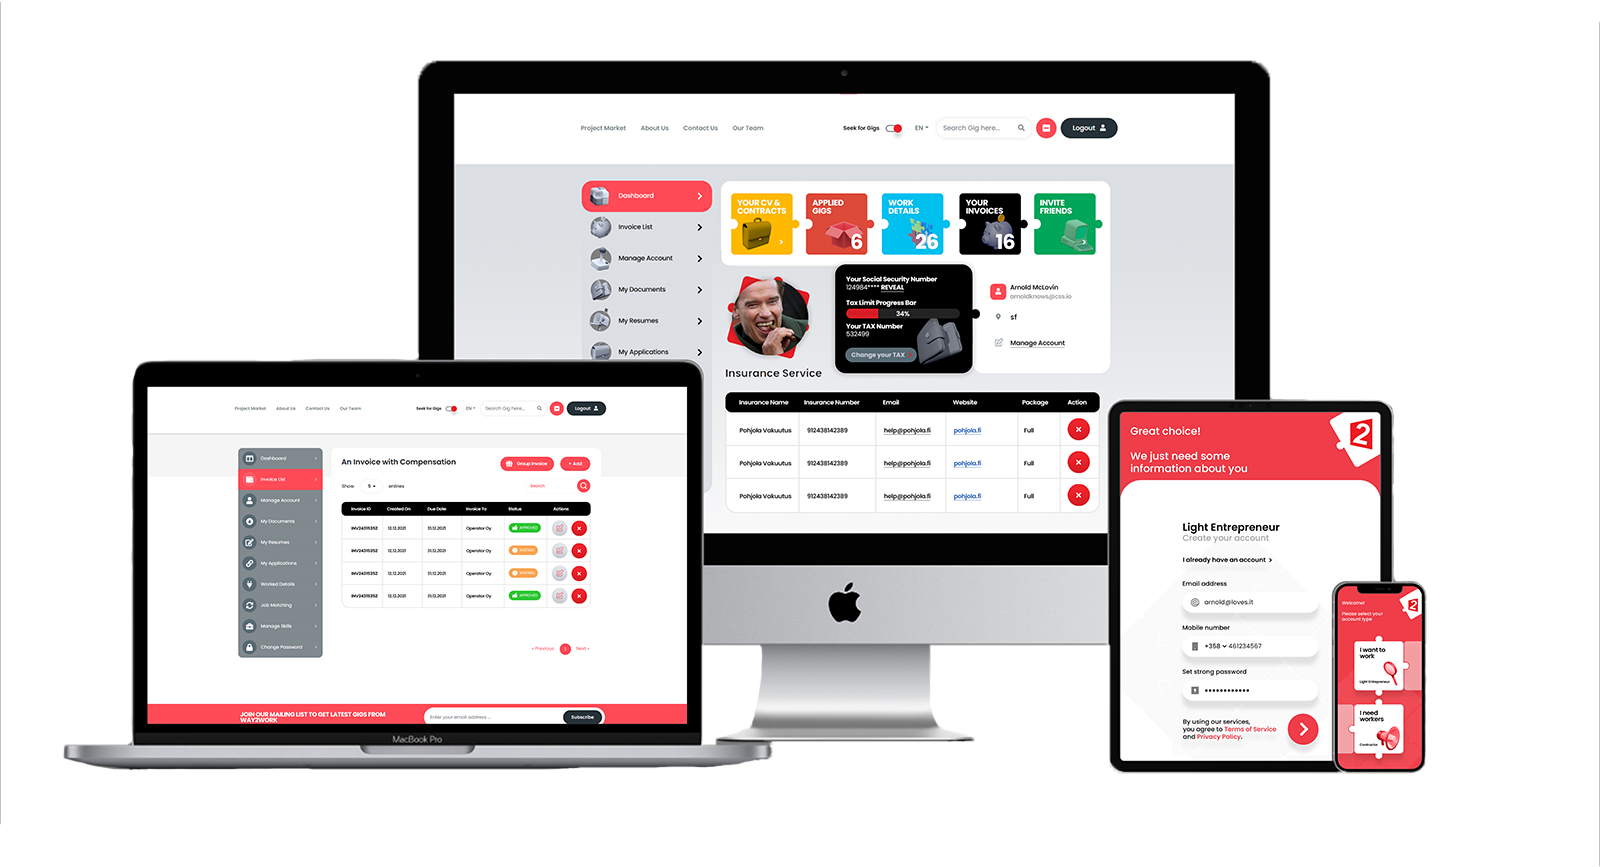 Project Market About Us Contact Us Our Team Seek for Gigs EN Search Gig here... Logout
Dashboard
Invoice List
Manage Account
My Documents
My Resumes
My Applications
YOUR CV &
CONTRACTS
APPLIED
GIGS
6
WORK
DETAILS
26
YOUR
INVOICES
16
INVITE
FRIENDS
Your Social Security Number
124984**** REVEAL
Tax Limit Progress Bar
34%
Your TAX Number
532499
Change your TAX
Arnold McLovin
arnoldknows@css.io
sf
Manage Account
Insurance Service
Insurance Name Insurance Number Email Website Package Action
Pohjola Vakuutus 912438142389 help@pohjola.fi pohjola.fi Full
Pohjola Vakuutus 912438142389 help@pohjola.fi pohjola.fi Full
Pohjola Vakuutus 912438142389 help@pohjola.fi pohjola.fi Full
Project Market About Us Contact Us Our Team Seek for Gigs EN Search Gig here... Logout
Dashboard
Invoice List
Manage Account
My Documents
My Resumes
My Applications
Worked Details
Job Matching
Manage Skills
Change Password
An Invoice with Compensation
Group Invoice
+ Add
Show 5 entries
Search
Invoice ID Created On Due Date Invoice To Status Actions
INV24315352 12.12.2021 31.12.2021 Operator Oy APPROVED
INV24315352 12.12.2021 31.12.2021 Operator Oy
INV24315352 12.12.2021 31.12.2021 Operator Oy
INV24315352 12.12.2021 31.12.2021 Operator Oy APPROVED
« Previous Next »
JOIN OUR MAILING LIST TO GET LATEST GIGS FROM
WAY2WORK
Enter your email address ...
Subscribe
MacBook Pro
Great choice!
We just need some
information about you
2
Light Entrepreneur
Create your account
I already have an account >
Email address
arnold@loves.it
Mobile number
+358 461234567
Set strong password
••••••••••••
By using our services,
you agree to Terms of Service
and Privacy Policy.
Welcome!
Please select your
account type
2
I want to
work
Light Entrepreneur
I need
workers
Contractor